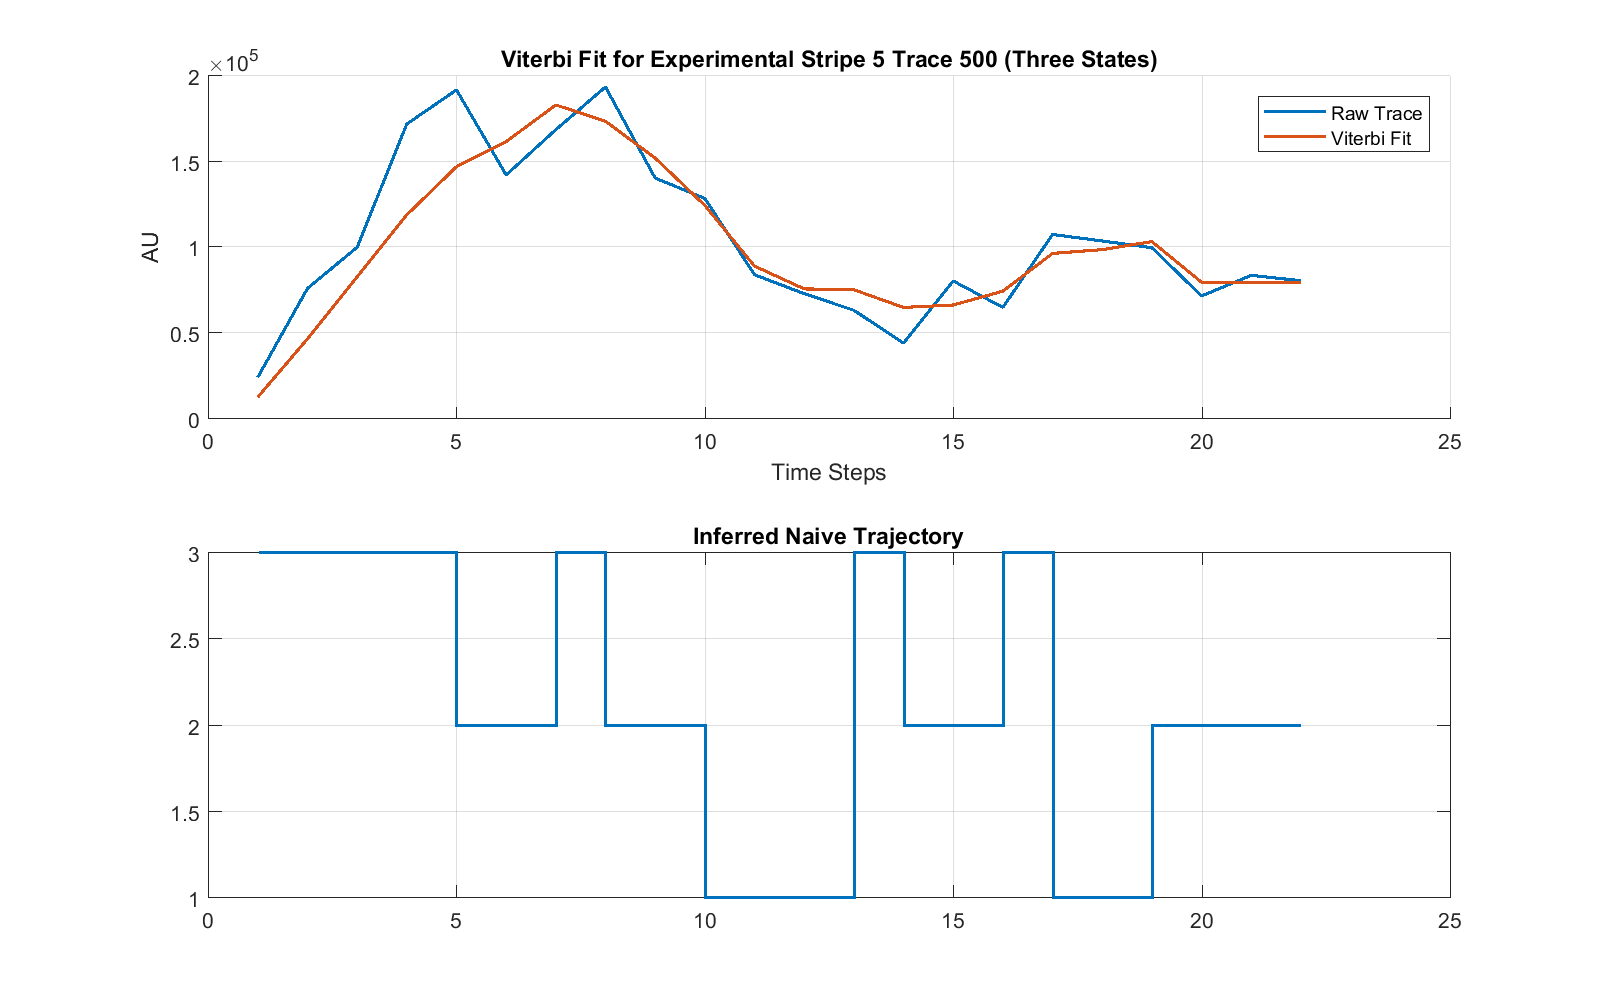 Viterbi Fit for Experimental Stripe 5 Trace 500 (Three States)
×10^5
2
1.5
1
0.5
0
AU
Raw Trace
Viterbi Fit
0 5 10 15 20 25
Time Steps
Inferred Naive Trajectory
3
2.5
2
1.5
1
0 5 10 15 20 25